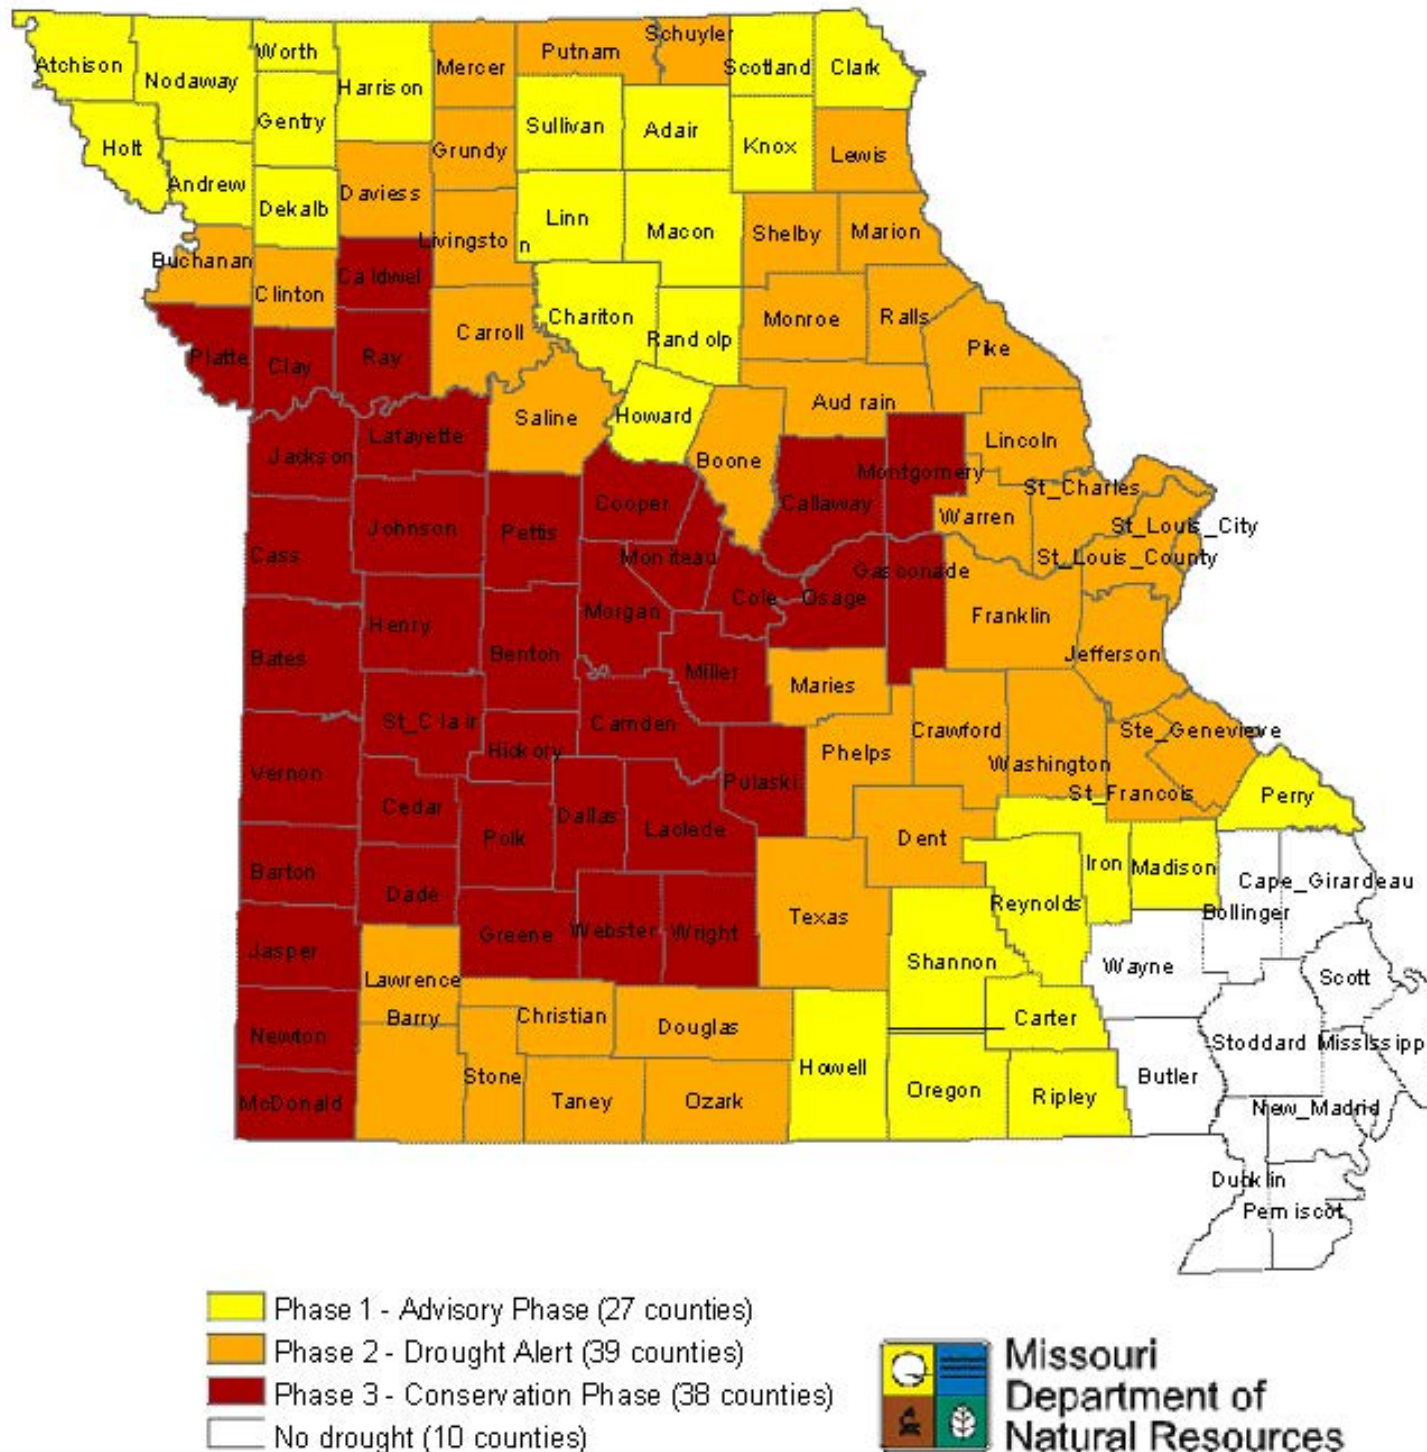 Schuyler
Worth
Putnam
Atchison
Mercer
Scotland
Clark
Nodaway
Harrison
Gentry
Sullivan
Adair
Knox
Holt
Grundy
Lewis
Andrew
Daviess
Dekalb
Linn
Macon
Shelby
Marion
Livingston
Buchanan
Caldwel
Clinton
Chariton
Monroe
Ralls
Carroll
Randolp
Pike
Platte
Clay
Ray
Audrain
Saline
Howard
Lafayette
Lincoln
Jackson
Boone
Montgomery
St_Charles
Cooper
Callaway
Warren
Johnson
Pettis
St_Louis_City
Cass
Moniteau
St_Louis_County
Gasconade
Cole
Osage
Morgan
Franklin
Henry
Benton
Bates
Jefferson
Miller
Maries
St_Clair
Camden
Crawford
Ste_Genevieve
Hickory
Phelps
Vernon
Washington
Pulaski
St_Francois
Perry
Cedar
Dallas
Laclede
Polk
Dent
Iron
Madison
Barton
Cape_Girardeau
Dade
Reynolds
Bollinger
Texas
Greene
Webster
Wright
Jasper
Shannon
Wayne
Lawrence
Scott
Barry
Christian
Douglas
Carter
Newton
Stoddard
Mississipp
Howell
Stone
Butler
Oregon
Ripley
McDonald
Taney
Ozark
New_Madrid
Dunklin
Pemiscot
Phase 1 - Advisory Phase (27 counties)
Phase 2 - Drought Alert (39 counties)
Phase 3 - Conservation Phase (38 counties)
No drought (10 counties)
Missouri
Department of
Natural Resources